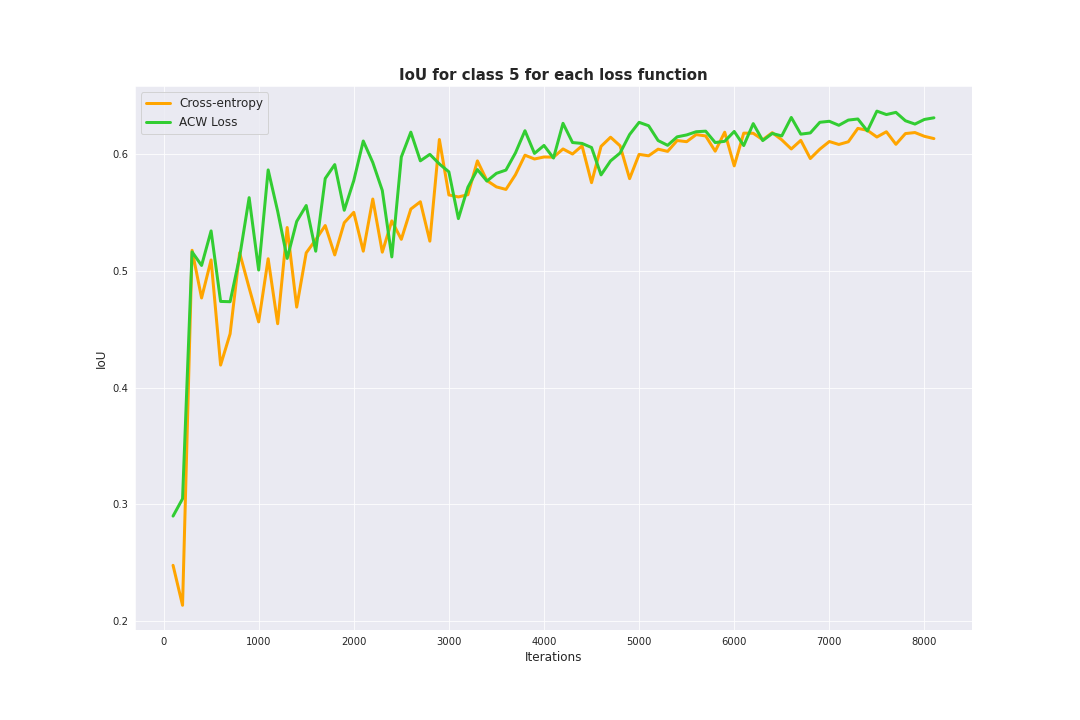 IoU for class 5 for each loss function
Cross-entropy
ACW Loss
0.6
0.5
0.4
0.3
0.2
IoU
0 1000 2000 3000 4000 5000 6000 7000 8000
Iterations